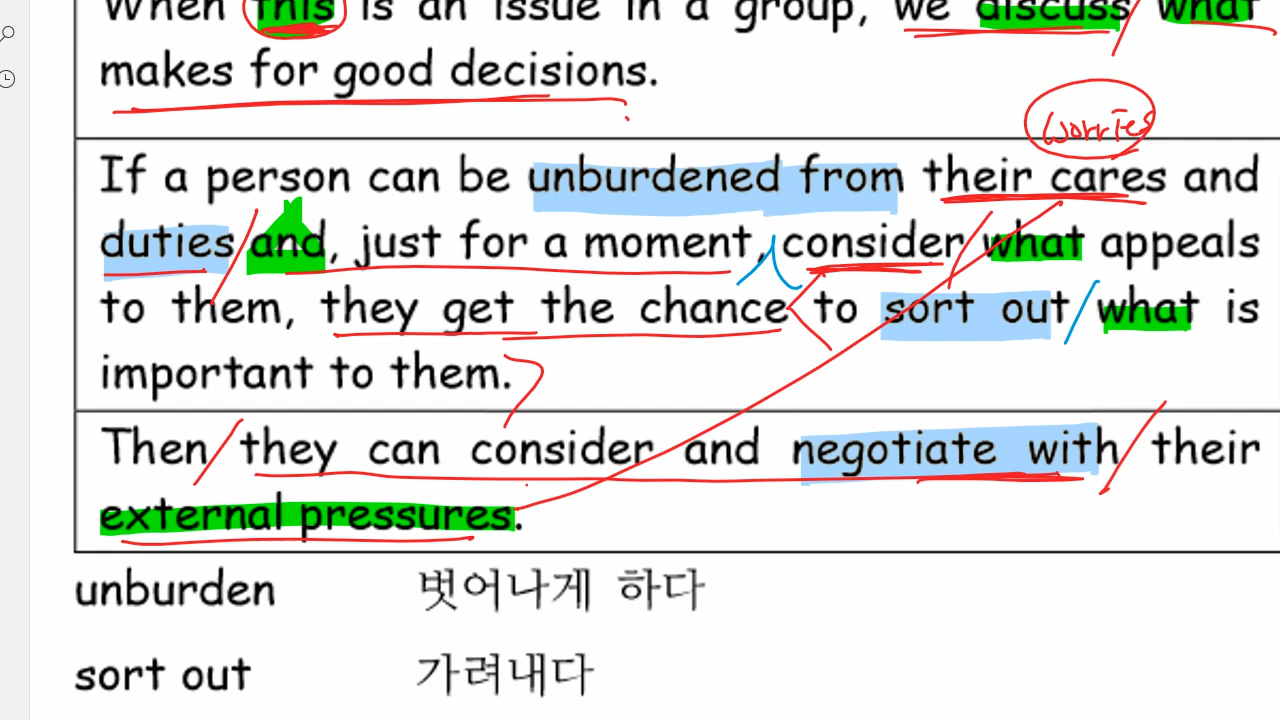 When this is an issue in a group, we discuss what
makes for good decisions.
worries
If a person can be unburdened from their cares and
duties and, just for a moment, consider what appeals
to them, they get the chance to sort out what is
important to them.
Then they can consider and negotiate with their
external pressures.
unburden 벗어나게 하다
sort out 가려내다